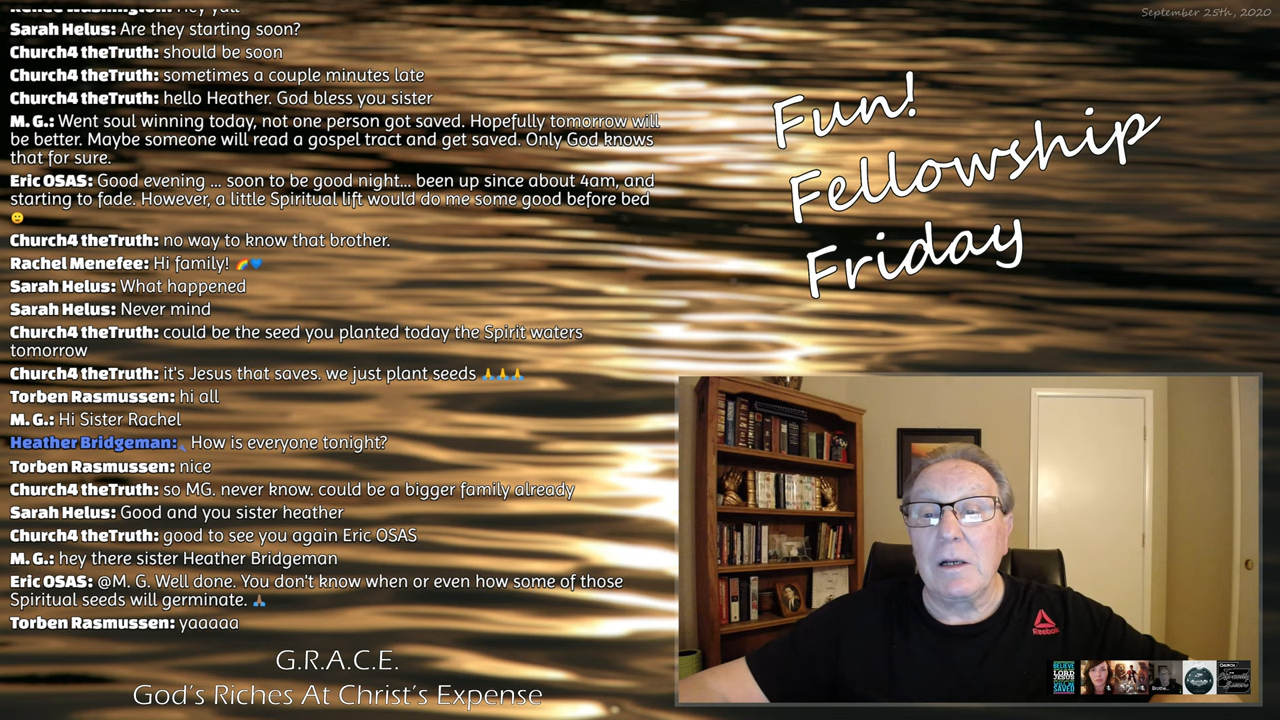 Renee Washington: Hey yall
September 25th, 2020
Sarah Helus: Are they starting soon?
Church4 theTruth: should be soon
Church4 theTruth: sometimes a couple minutes late
Church4 theTruth: hello Heather. God bless you sister
M. G.: Went soul winning today, not one person got saved. Hopefully tomorrow will
be better. Maybe someone will read a gospel tract and get saved. Only God knows
that for sure.
Eric OSAS: Good evening ... soon to be good night... been up since about 4am, and
starting to fade. However, a little Spiritual lift would do me some good before bed
🙂
Church4 theTruth: no way to know that brother.
Rachel Menefee: Hi family! 🌈💙
Sarah Helus: What happened
Sarah Helus: Never mind
Church4 theTruth: could be the seed you planted today the Spirit waters
tomorrow
Church4 theTruth: it's Jesus that saves. we just plant seeds 🙏🙏🙏
Torben Rasmussen: hi all
M. G.: Hi Sister Rachel
Heather Bridgeman: How is everyone tonight?
Torben Rasmussen: nice
Church4 theTruth: so MG. never know. could be a bigger family already
Sarah Helus: Good and you sister heather
Church4 theTruth: good to see you again Eric OSAS
M. G.: hey there sister Heather Bridgeman
Eric OSAS: @M. G. Well done. You don't know when or even how some of those
Spiritual seeds will germinate. 🙏🏽
Torben Rasmussen: yaaaaa
G.R.A.C.E.
God's Riches At Christ's Expense
Fun!
Fellowship
Friday
Reebok
BELIEVE
LORD
JESUS
SAVED
Brothe...
CHURCH